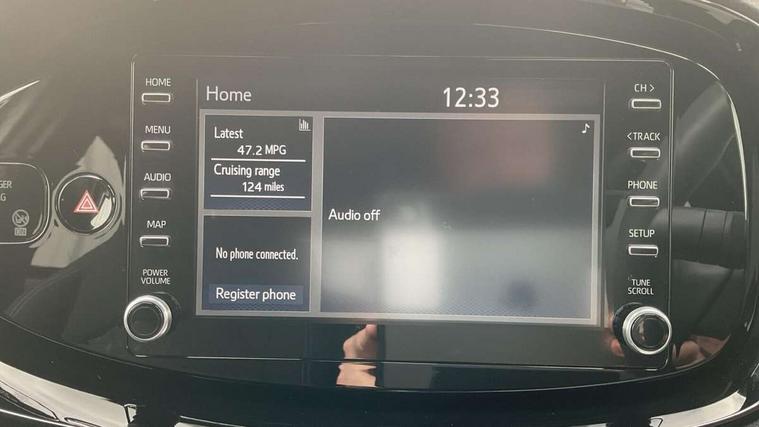 HOME
MENU
AUDIO
MAP
POWER
VOLUME
Home
12:33
Latest
47.2 MPG
Cruising range
124 miles
No phone connected.
Register phone
Audio off
CH >
<TRACK
PHONE
SETUP
TUNE
SCROLL